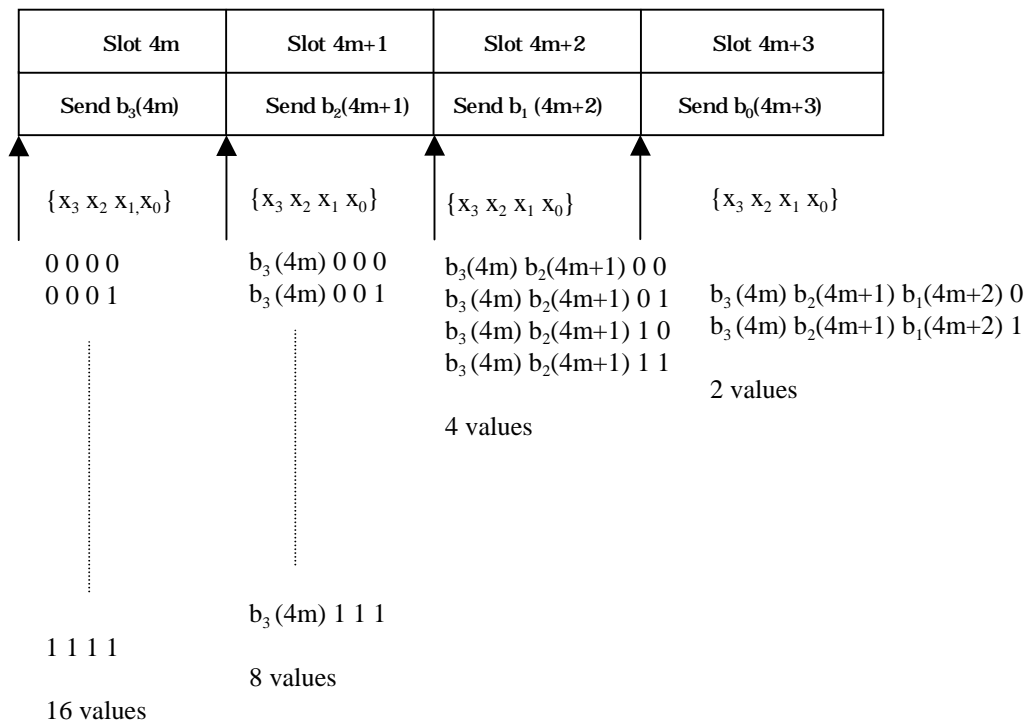 Slot 4m Slot 4m+1 Slot 4m+2 Slot 4m+3
Send b₃(4m) Send b₂(4m+1) Send b₁ (4m+2) Send b₀(4m+3)
{x₃ x₂ x₁,x₀} {x₃ x₂ x₁ x₀} {x₃ x₂ x₁ x₀} {x₃ x₂ x₁ x₀}
0 0 0 0
0 0 0 1
1 1 1 1
16 values
b₃ (4m) 0 0 0
b₃ (4m) 0 0 1
b₃ (4m) 1 1 1
8 values
b₃(4m) b₂(4m+1) 0 0
b₃ (4m) b₂(4m+1) 0 1
b₃ (4m) b₂(4m+1) 1 0
b₃ (4m) b₂(4m+1) 1 1
4 values
b₃ (4m) b₂(4m+1) b₁(4m+2) 0
b₃ (4m) b₂(4m+1) b₁(4m+2) 1
2 values